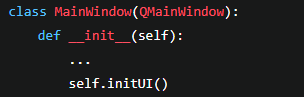 class MainWindow(QMainWindow):
    def __init__(self):
        ...
        self.initUI()